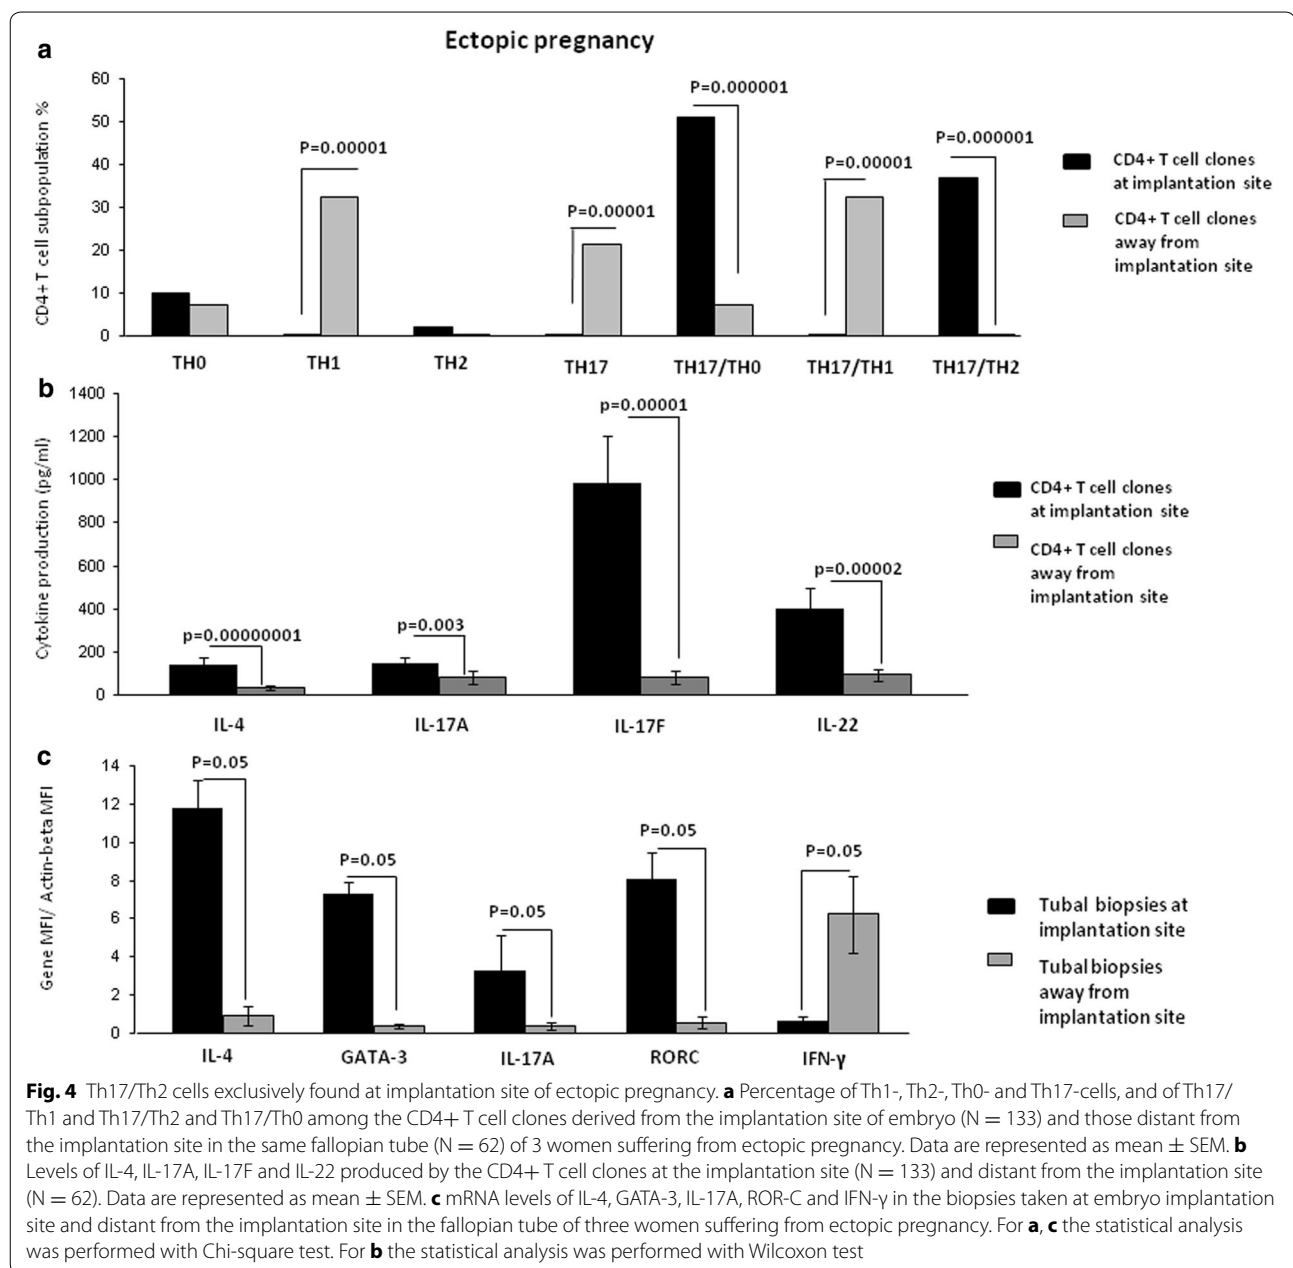 Ectopic pregnancy
a
CD4+ T cell subpopulation %
60
50
40
30
20
10
0
P=0.00001
P=0.00001
P=0.000001
P=0.00001
P=0.000001
TH0 TH1 TH2 TH17 TH17/TH0 TH17/TH1 TH17/TH2
CD4+ T cell clones
at implantation site
CD4+ T cell clones
away from
implantation site
b
Cytokine production (pg/ml)
1400
1200
1000
800
600
400
200
0
p=0.00000001
p=0.003
p=0.00001
p=0.00002
IL-4 IL-17A IL-17F IL-22
CD4+ T cell clones
at implantation site
CD4+ T cell clones
away from
implantation site
c
Gene MFI/ Actin-beta MFI
14
12
10
8
6
4
2
0
P=0.05
P=0.05
P=0.05
P=0.05
P=0.05
IL-4 GATA-3 IL-17A RORC IFN-γ
Tubal biopsies at
implantation site
Tubal biopsies
away from
implantation site
Fig. 4 Th17/Th2 cells exclusively found at implantation site of ectopic pregnancy. a Percentage of Th1-, Th2-, Th0- and Th17-cells, and of Th17/
Th1 and Th17/Th2 and Th17/Th0 among the CD4+ T cell clones derived from the implantation site of embryo (N = 133) and those distant from
the implantation site in the same fallopian tube (N = 62) of 3 women suffering from ectopic pregnancy. Data are represented as mean ± SEM. b
Levels of IL-4, IL-17A, IL-17F and IL-22 produced by the CD4+ T cell clones at the implantation site (N = 133) and distant from the implantation site
(N = 62). Data are represented as mean ± SEM. c mRNA levels of IL-4, GATA-3, IL-17A, ROR-C and IFN-γ in the biopsies taken at embryo implantation
site and distant from the implantation site in the fallopian tube of three women suffering from ectopic pregnancy. For a, c the statistical analysis
was performed with Chi-square test. For b the statistical analysis was performed with Wilcoxon test